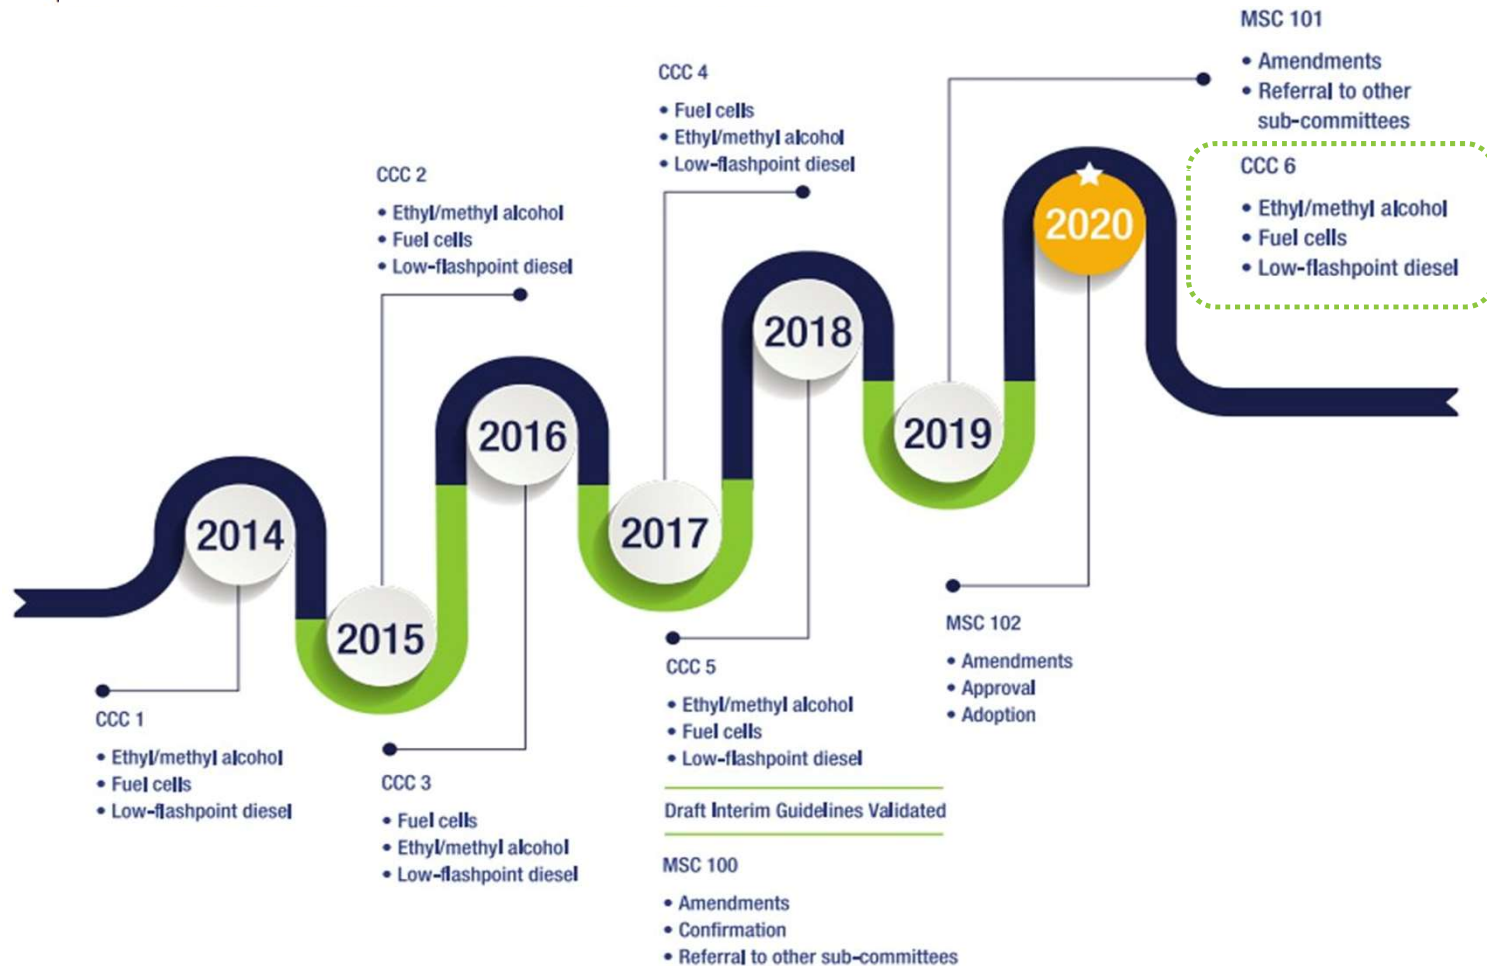 2014
CCC 1
• Ethyl/methyl alcohol
• Fuel cells
• Low-flashpoint diesel
2015
CCC 2
• Ethyl/methyl alcohol
• Fuel cells
• Low-flashpoint diesel
2016
CCC 3
• Fuel cells
• Ethyl/methyl alcohol
• Low-flashpoint diesel
2017
CCC 4
• Fuel cells
• Ethyl/methyl alcohol
• Low-flashpoint diesel
2018
CCC 5
• Ethyl/methyl alcohol
• Fuel cells
• Low-flashpoint diesel
Draft Interim Guidelines Validated
MSC 100
• Amendments
• Confirmation
• Referral to other sub-committees
2019
MSC 101
• Amendments
• Referral to other
sub-committees
CCC 6
• Ethyl/methyl alcohol
• Fuel cells
• Low-flashpoint diesel
2020
MSC 102
• Amendments
• Approval
• Adoption